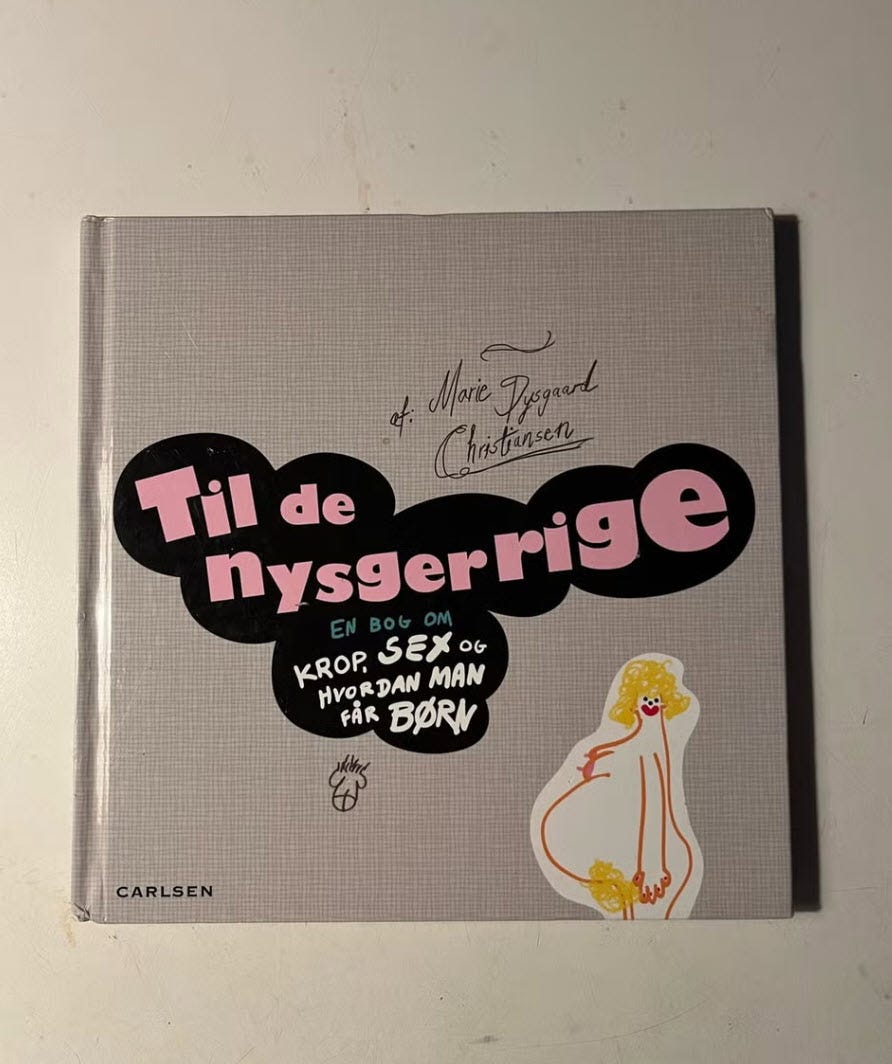 af: Marie Dysgaard
Christiansen
Til de
nysgerrige
EN BOG OM
KROP, SEX OG
HVORDAN MAN
FÅR BØRN
CARLSEN